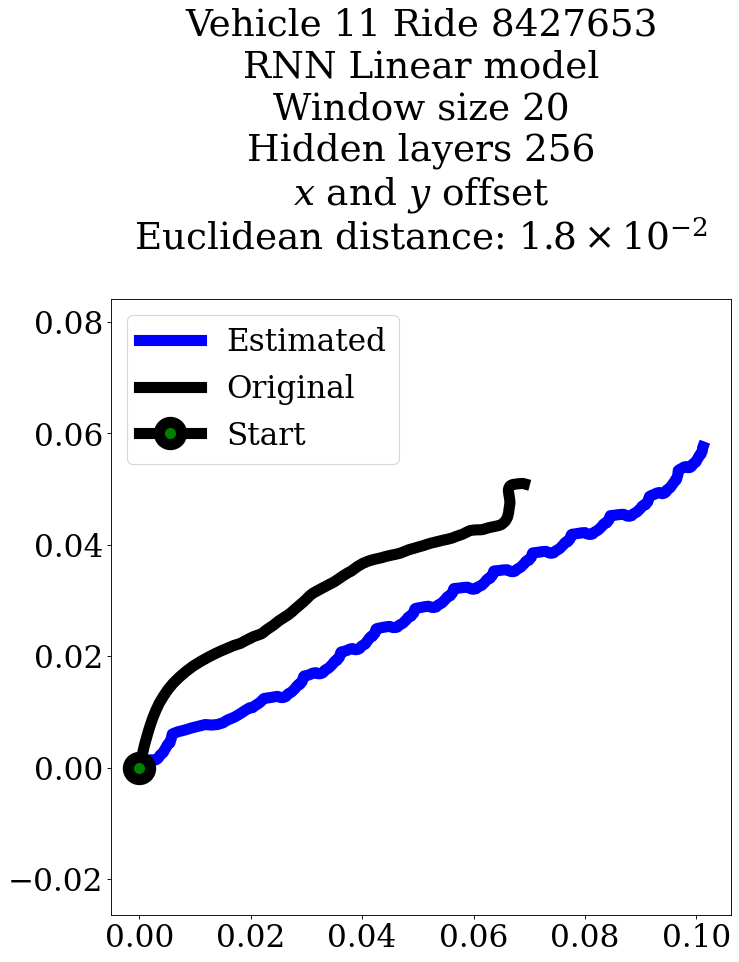 Vehicle 11 Ride 8427653
RNN Linear model
Window size 20
Hidden layers 256
x and y offset
Euclidean distance: 1.8 × 10⁻²
Estimated
Original
Start
0.08
0.06
0.04
0.02
0.00
−0.02
0.00 0.02 0.04 0.06 0.08 0.10